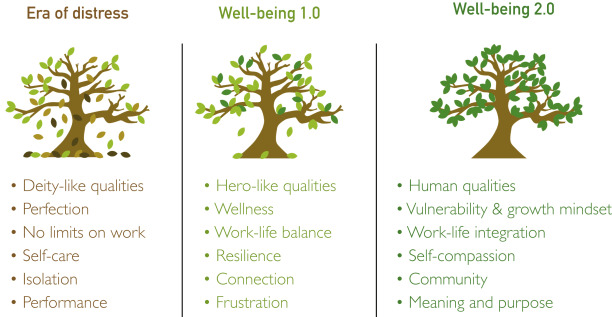 Era of distress
• Deity-like qualities
• Perfection
• No limits on work
• Self-care
• Isolation
• Performance
Well-being 1.0
• Hero-like qualities
• Wellness
• Work-life balance
• Resilience
• Connection
• Frustration
Well-being 2.0
• Human qualities
• Vulnerability & growth mindset
• Work-life integration
• Self-compassion
• Community
• Meaning and purpose